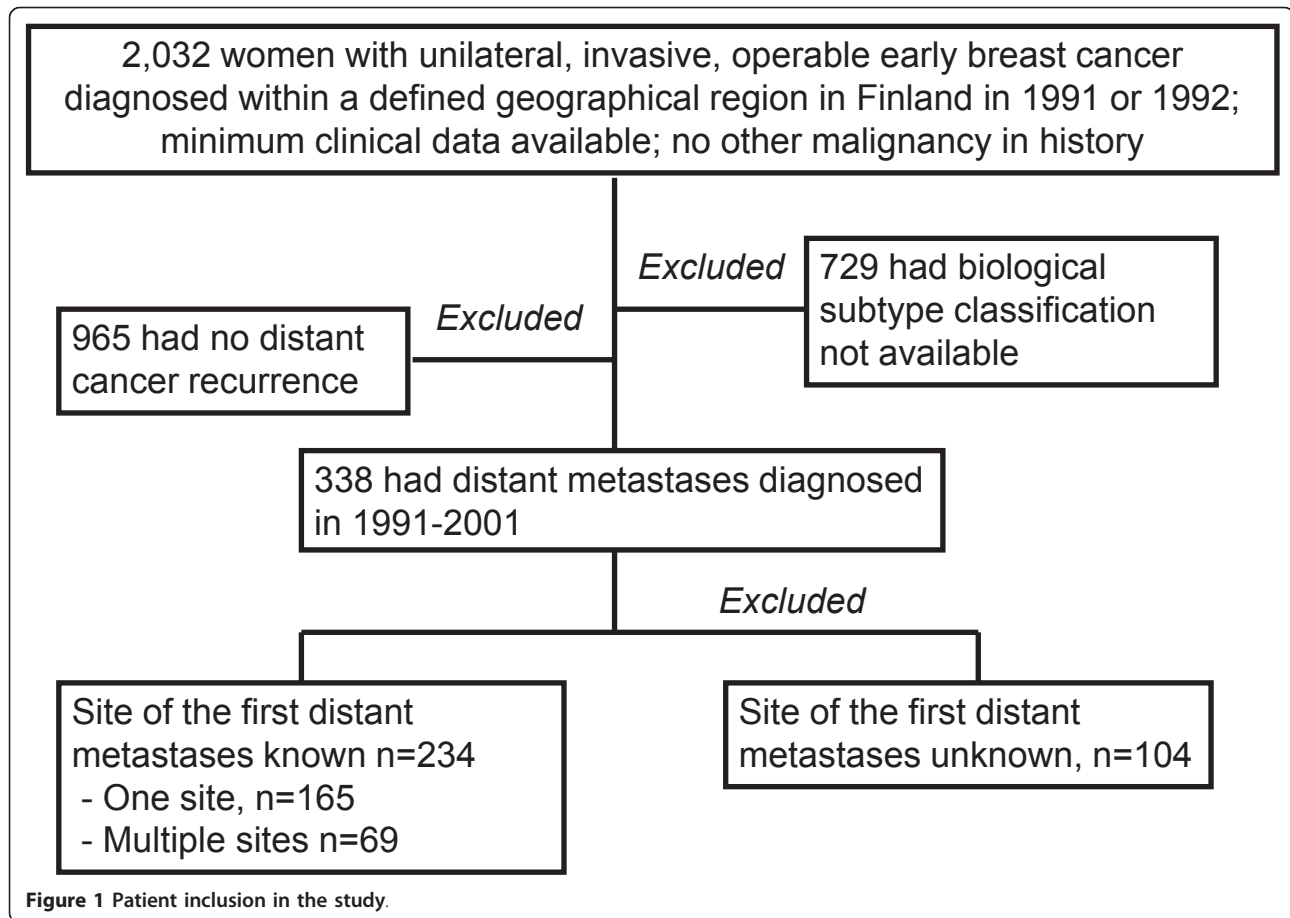 2,032 women with unilateral, invasive, operable early breast cancer
diagnosed within a defined geographical region in Finland in 1991 or 1992;
minimum clinical data available; no other malignancy in history
Excluded
729 had biological
subtype classification
not available
Excluded
965 had no distant
cancer recurrence
338 had distant metastases diagnosed
in 1991-2001
Excluded
Site of the first distant
metastases known n=234
- One site, n=165
- Multiple sites n=69
Site of the first distant
metastases unknown, n=104
Figure 1 Patient inclusion in the study.